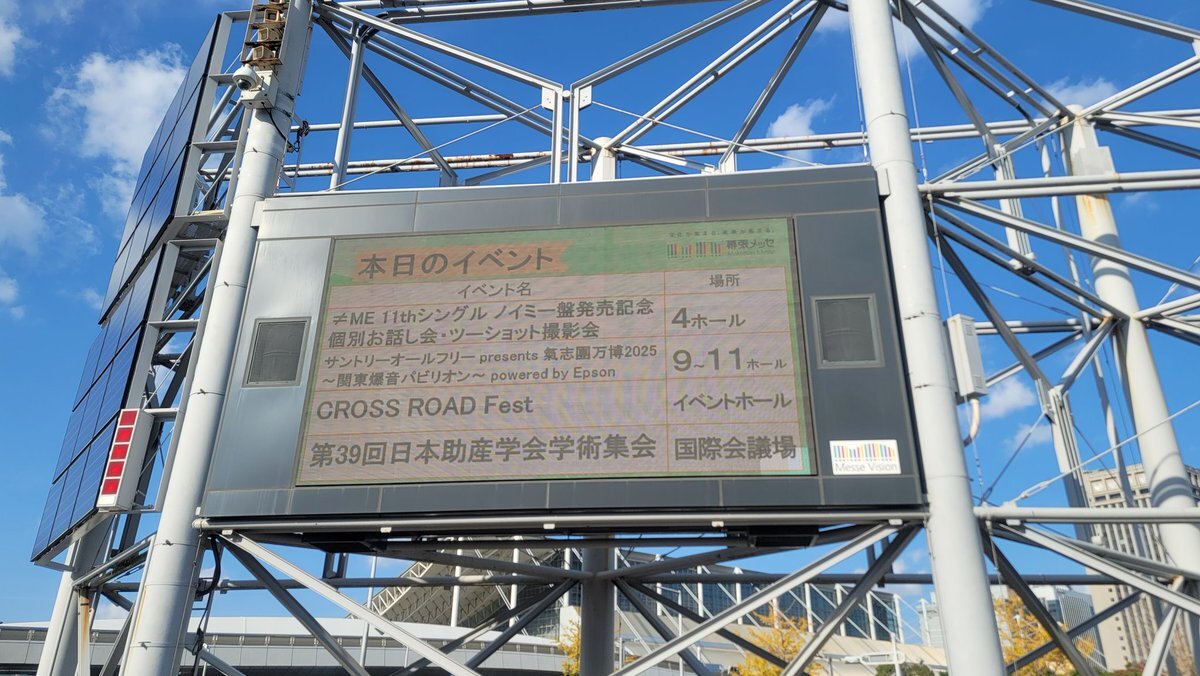 本日のイベント
幕張メッセ
イベント名 場所
≠ME 11thシングル ノイミー盤発売記念
個別お話し会・ツーショット撮影会
4ホール
サントリーオールフリー presents 氣志團万博2025
～関東爆音パビリオン～ powered by Epson
9～11ホール
CROSS ROAD Fest イベントホール
第39回日本助産学会学術集会 国際会議場
Messe Vision